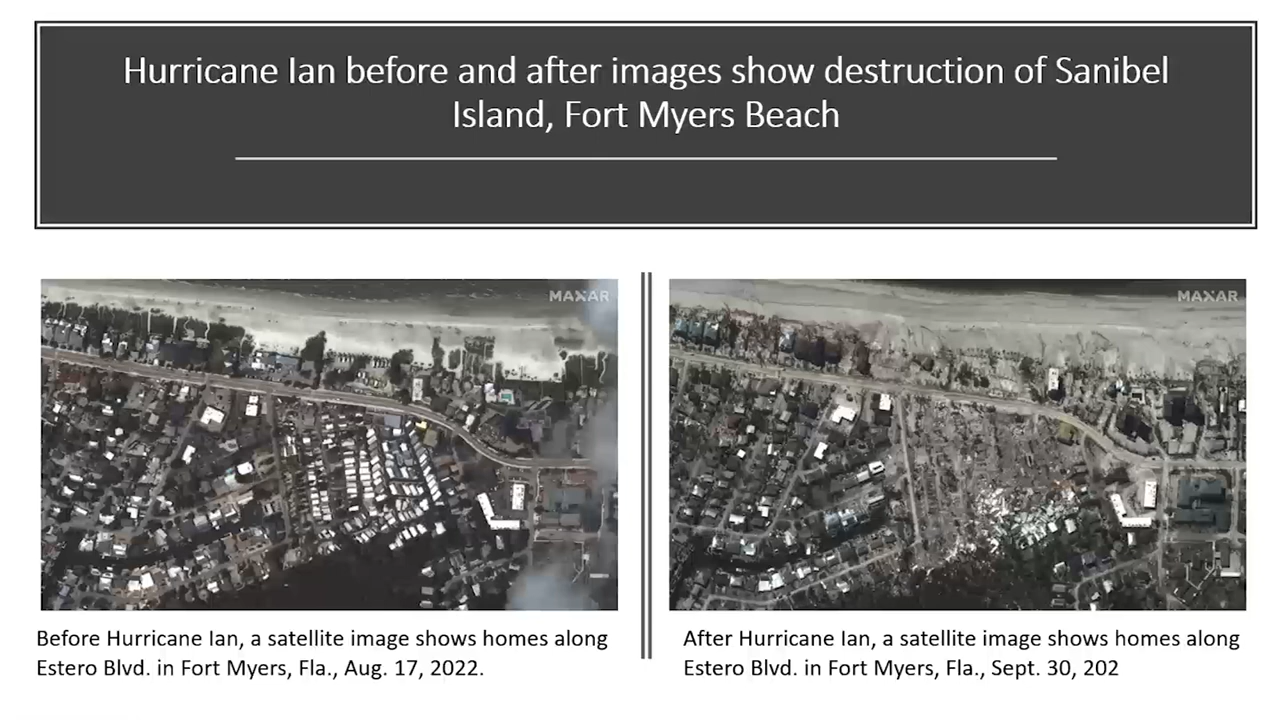 Hurricane Ian before and after images show destruction of Sanibel
Island, Fort Myers Beach
MAXAR
MAXAR
Before Hurricane Ian, a satellite image shows homes along
Estero Blvd. in Fort Myers, Fla., Aug. 17, 2022.
After Hurricane Ian, a satellite image shows homes along
Estero Blvd. in Fort Myers, Fla., Sept. 30, 202